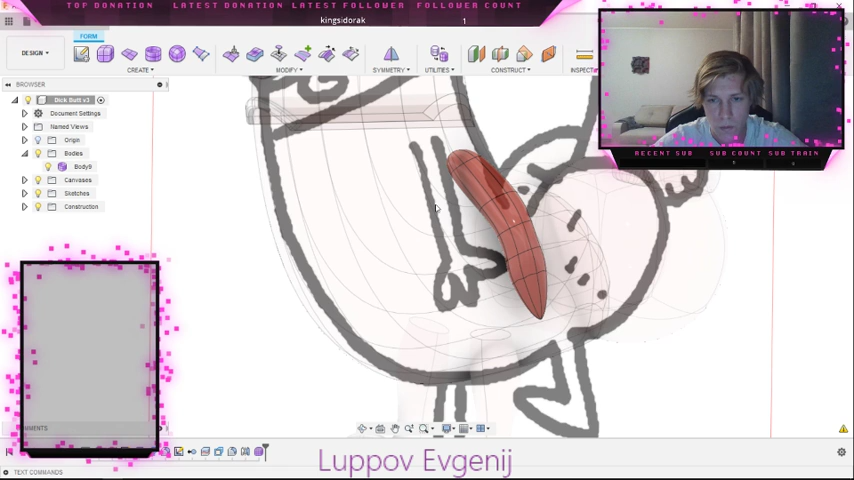 TOP DONATION LATEST DONATION LATEST FOLLOWER FOLLOWER COUNT
kingsidorak 1
FORM
DESIGN
CREATE
MODIFY
SYMMETRY
UTILITIES
CONSTRUCT
INSPECT
BROWSER
Dick Butt v3
Document Settings
Named Views
Origin
Bodies
Body9
Canvases
Sketches
Construction
RECENT SUB SUB COUNT SUB TRAIN
TEXT COMMANDS
Luppov Evgenij